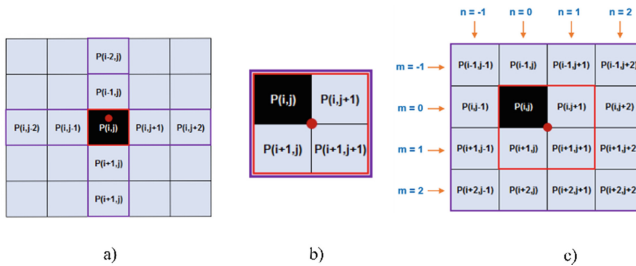 P(i-2,j)
P(i-1,j)
P(i,j-2) P(i,j-1) P(i,j) P(i,j+1) P(i,j+2)
P(i+1,j)
P(i+1,j)
a)
P(i,j) P(i,j+1)
P(i+1,j) P(i+1,j+1)
b)
n = -1 n = 0 n = 1 n = 2
m = -1 P(i-1,j-1) P(i-1,j) P(i-1,j+1) P(i-1,j+2)
m = 0 P(i,j-1) P(i,j) P(i,j+1) P(i,j+2)
m = 1 P(i+1,j-1) P(i+1,j) P(i+1,j+1) P(i+1,j+2
m = 2 P(i+2,j-1) P(i+2,j) P(i+2,j+1) P(i+2,j+2
c)